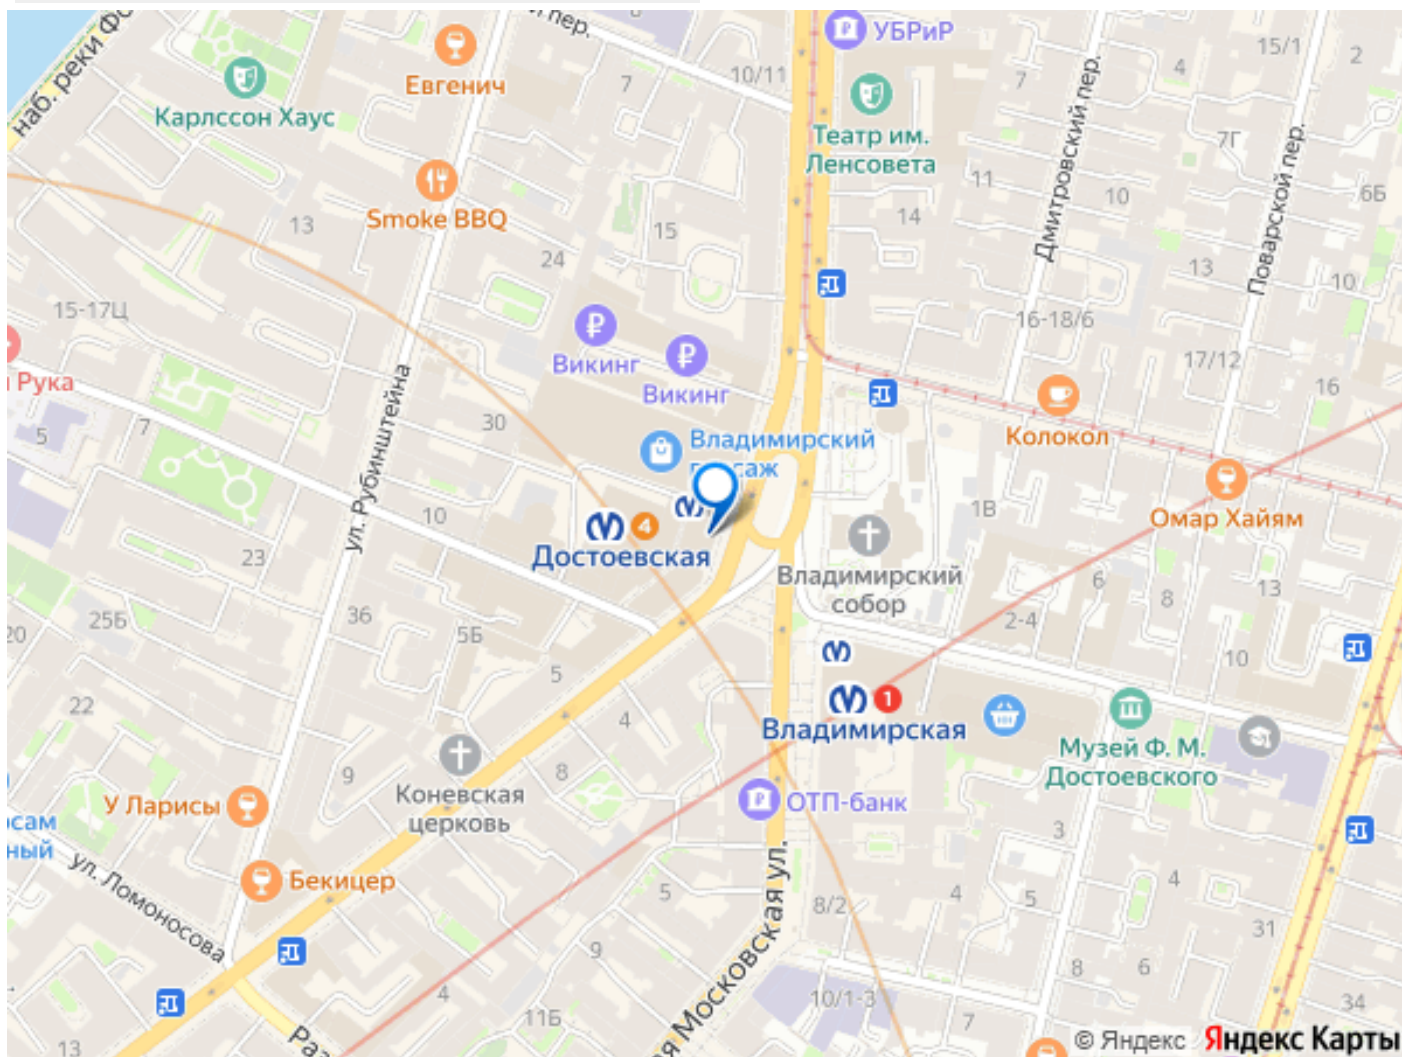 наб. реки Фо
пер.
УБРиР
15/1
2
Евгенич
7
10/11
7
4
Дмитровский пер.
Карлссон Хаус
Театр им.
Ленсовета
7Г
Поварской пер.
11
10
6Б
Smoke BBQ
13
15
14
24
13
10
15-17Ц
16-18/6
Викинг
Викинг
17/12
16
Рука
ул. Рубинштейна
5
7
30
Владимирский
Колокол
10
1В
Омар Хайям
4
Достоевская
23
Владимирский
собор
6
8
13
25Б
36
2-4
20
5Б
5
10
22
4
1
Владимирская
Музей Ф. М.
Достоевского
9
8
Коневская
церковь
У Ларисы
ОТП-банк
3
ный
ул. Ломоносова
Бекицер
5
8/2
4
5
4
31
ая Московская ул.
9
8
6
4
11Б
10/1-3
7
34
13
Раз
© Яндекс Яндекс Карты